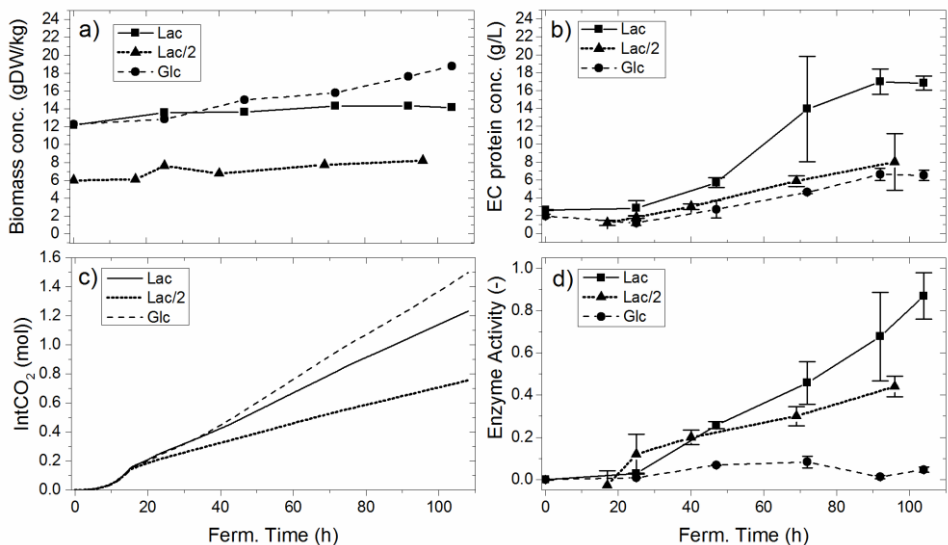 a)
Lac
Lac/2
Glc
Biomass conc. (gDW/kg)
24
22
20
18
16
14
12
10
8
6
4
2
0
b)
Lac
Lac/2
Glc
EC protein conc. (g/L)
24
22
20
18
16
14
12
10
8
6
4
2
0
c)
Lac
Lac/2
Glc
IntCO₂ (mol))
1.6
1.4
1.2
1.0
0.8
0.6
0.4
0.2
0.0
0 20 40 60 80 100
Ferm. Time (h)
d)
Lac
Lac/2
Glc
Enzyme Activity (-)
1.0
0.8
0.6
0.4
0.2
0.0
0 20 40 60 80 100
Ferm. Time (h)